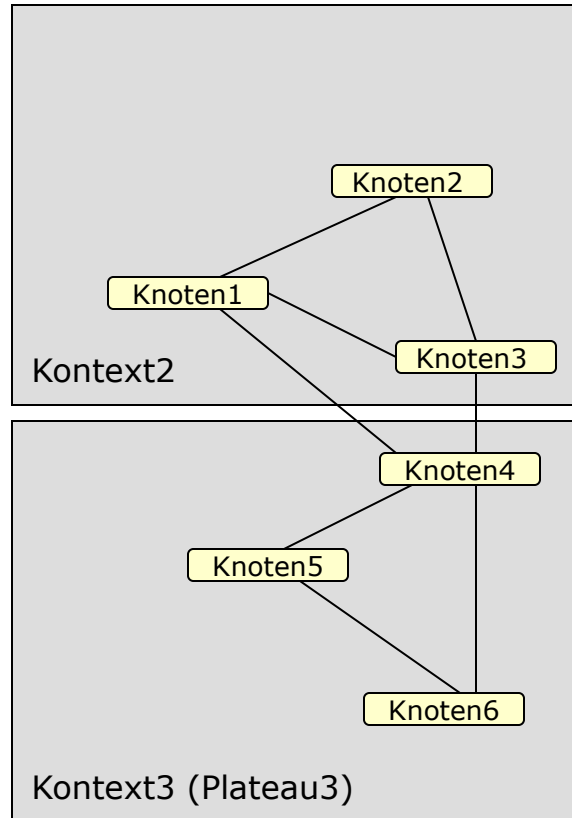 Knoten2
Knoten1
Knoten3
Kontext2
Knoten4
Knoten5
Knoten6
Kontext3 (Plateau3)